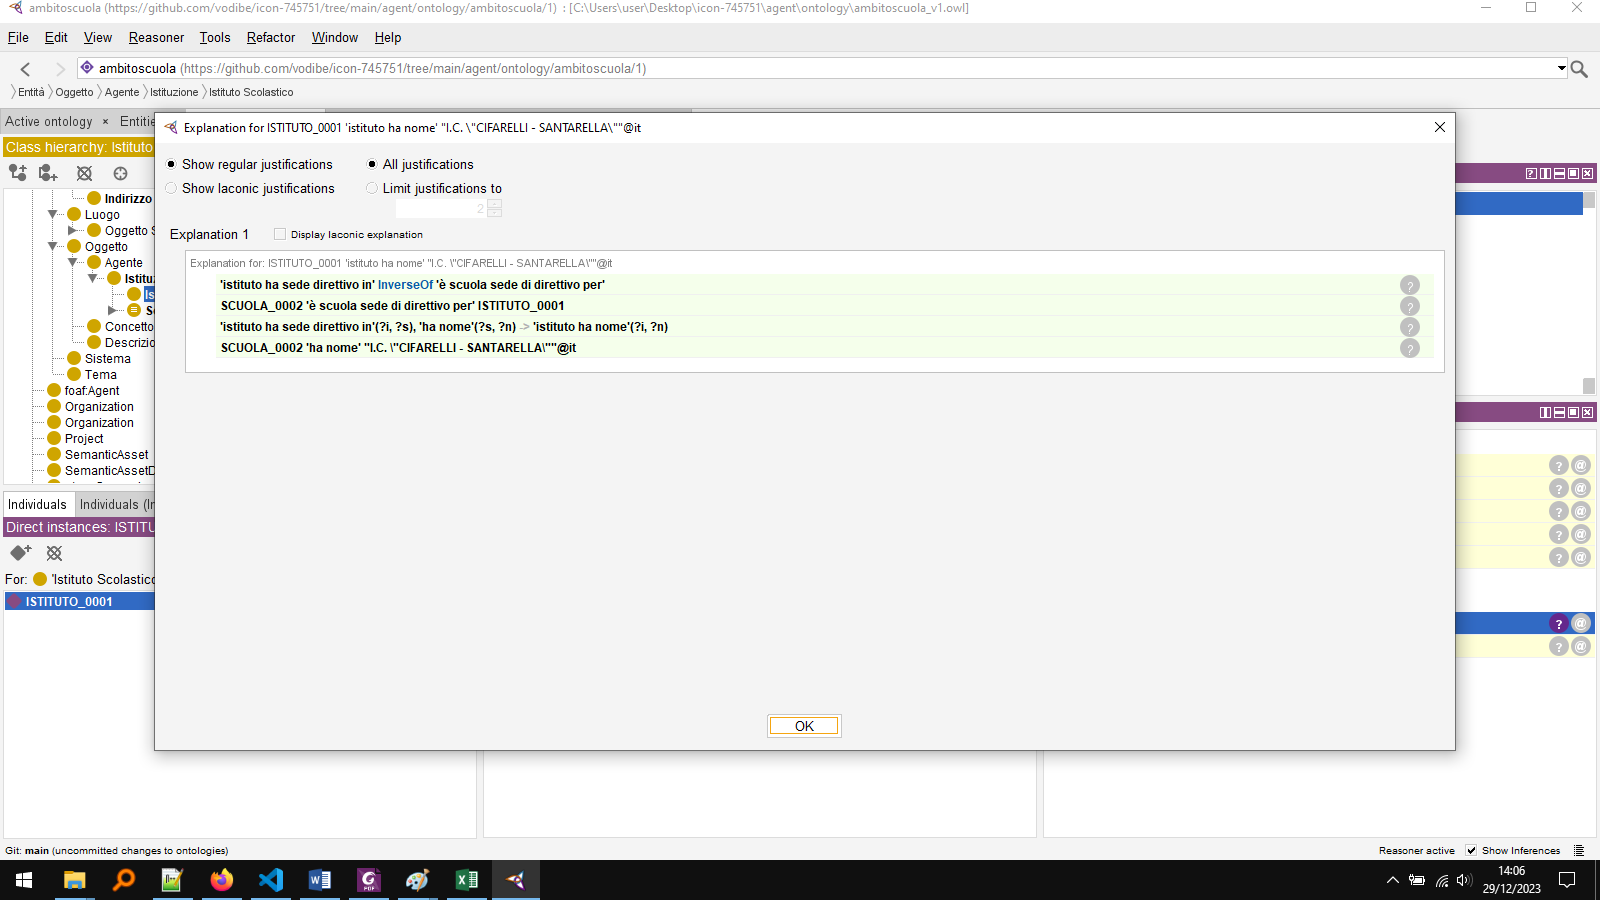 ambitoscuola (https://github.com/vodibe/icon-745751/tree/main/agent/ontology/ambitoscuola/1) : [C:\Users\user\Desktop\icon-745751\agent\ontology\ambitoscuola_v1.owl]
File Edit View Reasoner Tools Refactor Window Help
ambitoscuola (https://github.com/vodibe/icon-745751/tree/main/agent/ontology/ambitoscuola/1)
Entità Oggetto Agente Istituzione Istituto Scolastico
Active ontology × Entitie
Explanation for ISTITUTO_0001 'istituto ha nome' "I.C. \"CIFARELLI - SANTARELLA\""@it
Class hierarchy: Istituto
Show regular justifications All justifications
Show laconic justifications Limit justifications to
2
Explanation 1 Display laconic explanation
Explanation for: ISTITUTO_0001 'istituto ha nome' "I.C. \"CIFARELLI - SANTARELLA\""@it
'istituto ha sede direttivo in' InverseOf 'è scuola sede di direttivo per' ?
SCUOLA_0002 'è scuola sede di direttivo per' ISTITUTO_0001 ?
'istituto ha sede direttivo in'(?i, ?s), 'ha nome'(?s, ?n) -> 'istituto ha nome'(?i, ?n) ?
SCUOLA_0002 'ha nome' "I.C. \"CIFARELLI - SANTARELLA\""@it ?
Indirizzo
Luogo
Oggetto S
Oggetto
Agente
Istitu
Is
S
Concetto
Descrizio
Sistema
Tema
foaf:Agent
Organization
Organization
Project
SemanticAsset
SemanticAssetD
Individuals Individuals (In
Direct instances: ISTITU
For: 'Istituto Scolastico
ISTITUTO_0001
? @
? @
? @
? @
? @
? @
? @
OK
Git: main (uncommitted changes to ontologies)
Reasoner active Show Inferences
14:06
29/12/2023